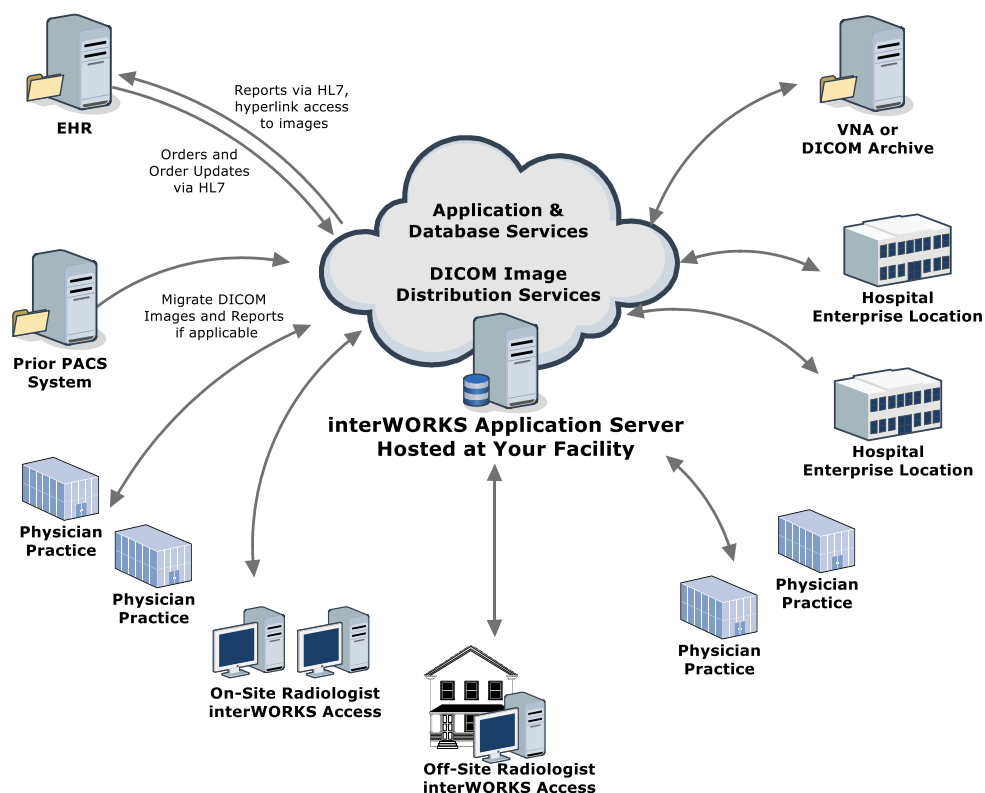 EHR
Reports via HL7,
hyperlink access
to images
Orders and
Order Updates
via HL7
VNA or
DICOM Archive
Application &
Database Services
DICOM Image
Distribution Services
Hospital
Enterprise Location
Prior PACS
System
Migrate DICOM
Images and Reports
if applicable
interWORKS Application Server
Hosted at Your Facility
Hospital
Enterprise Location
Physician
Practice
Physician
Practice
Physician
Practice
Physician
Practice
On-Site Radiologist
interWORKS Access
Off-Site Radiologist
interWORKS Access